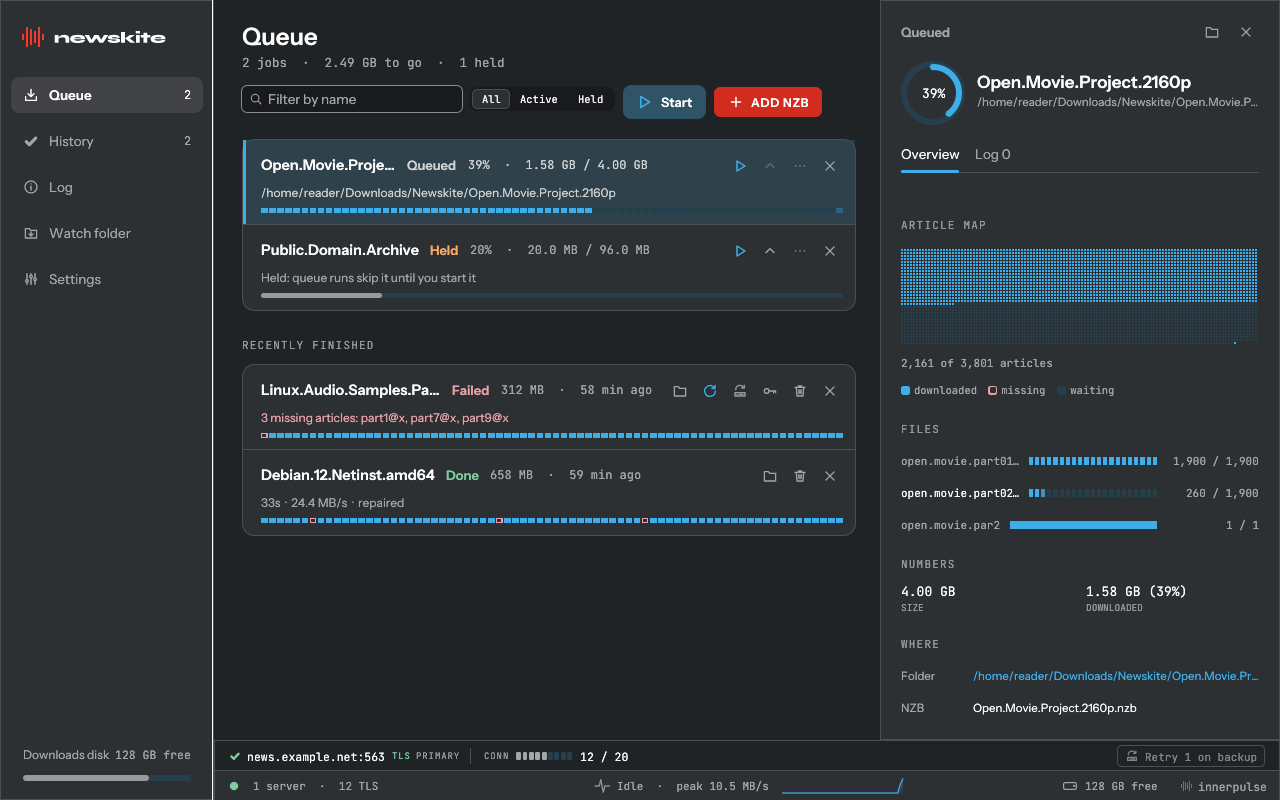 newskite
Queue 2
History 2
Log
Watch folder
Settings
Downloads disk 128 GB free
Queue
2 jobs · 2.49 GB to go · 1 held
Filter by name All Active Held Start ADD NZB
Open.Movie.Proje… Queued 39% · 1.58 GB / 4.00 GB
/home/reader/Downloads/Newskite/Open.Movie.Project.2160p
Public.Domain.Archive Held 20% · 20.0 MB / 96.0 MB
Held: queue runs skip it until you start it
RECENTLY FINISHED
Linux.Audio.Samples.Pa… Failed 312 MB · 58 min ago
3 missing articles: part1@x, part7@x, part9@x
Debian.12.Netinst.amd64 Done 658 MB · 59 min ago
33s · 24.4 MB/s · repaired
Queued
39%
Open.Movie.Project.2160p
/home/reader/Downloads/Newskite/Open.Movie.P…
Overview Log 0
ARTICLE MAP
2,161 of 3,801 articles
downloaded missing waiting
FILES
open.movie.part01… 1,900 / 1,900
open.movie.part02… 260 / 1,900
open.movie.par2 1 / 1
NUMBERS
4.00 GB 1.58 GB (39%)
SIZE DOWNLOADED
WHERE
Folder /home/reader/Downloads/Newskite/Open.Movie.Pr…
NZB Open.Movie.Project.2160p.nzb
news.example.net:563 TLS PRIMARY CONN 12 / 20 Retry 1 on backup
1 server · 12 TLS Idle · peak 10.5 MB/s 128 GB free innerpulse